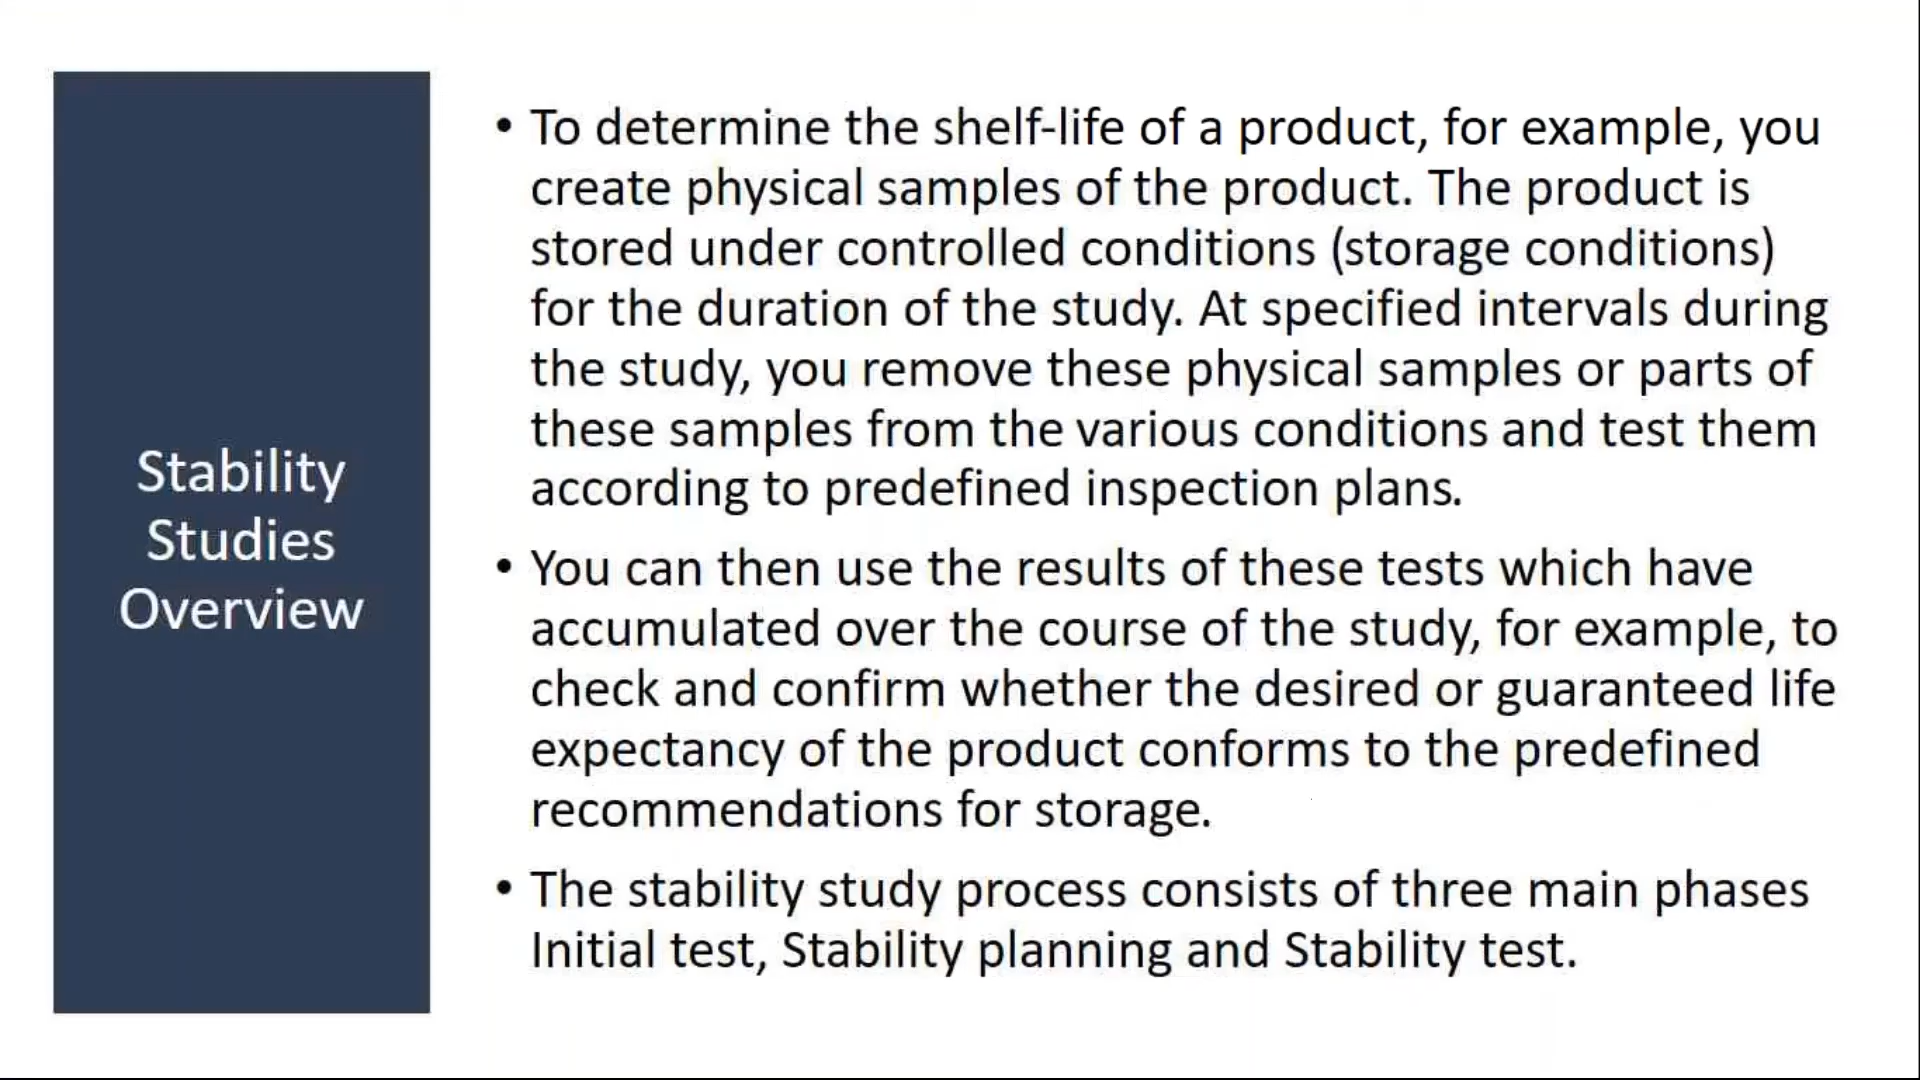 Stability
Studies
Overview
• To determine the shelf-life of a product, for example, you
create physical samples of the product. The product is
stored under controlled conditions (storage conditions)
for the duration of the study. At specified intervals during
the study, you remove these physical samples or parts of
these samples from the various conditions and test them
according to predefined inspection plans.
• You can then use the results of these tests which have
accumulated over the course of the study, for example, to
check and confirm whether the desired or guaranteed life
expectancy of the product conforms to the predefined
recommendations for storage.
• The stability study process consists of three main phases
Initial test, Stability planning and Stability test.